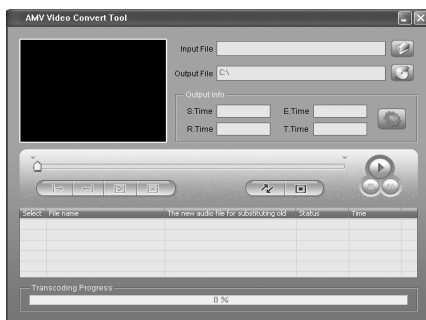 AMV Video Convert Tool
Input File
Output File C:\
Output Info
S.Time E.Time
R.Time T.Time
Select File name The new audio file for substituting old Status Time
Transcoding Progress
0 %